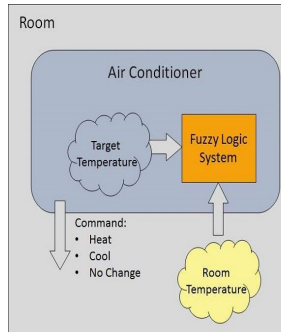 Room
Air Conditioner
Target
Temperature
Fuzzy Logic
System
Command:
• Heat
• Cool
• No Change
Room
Temperature